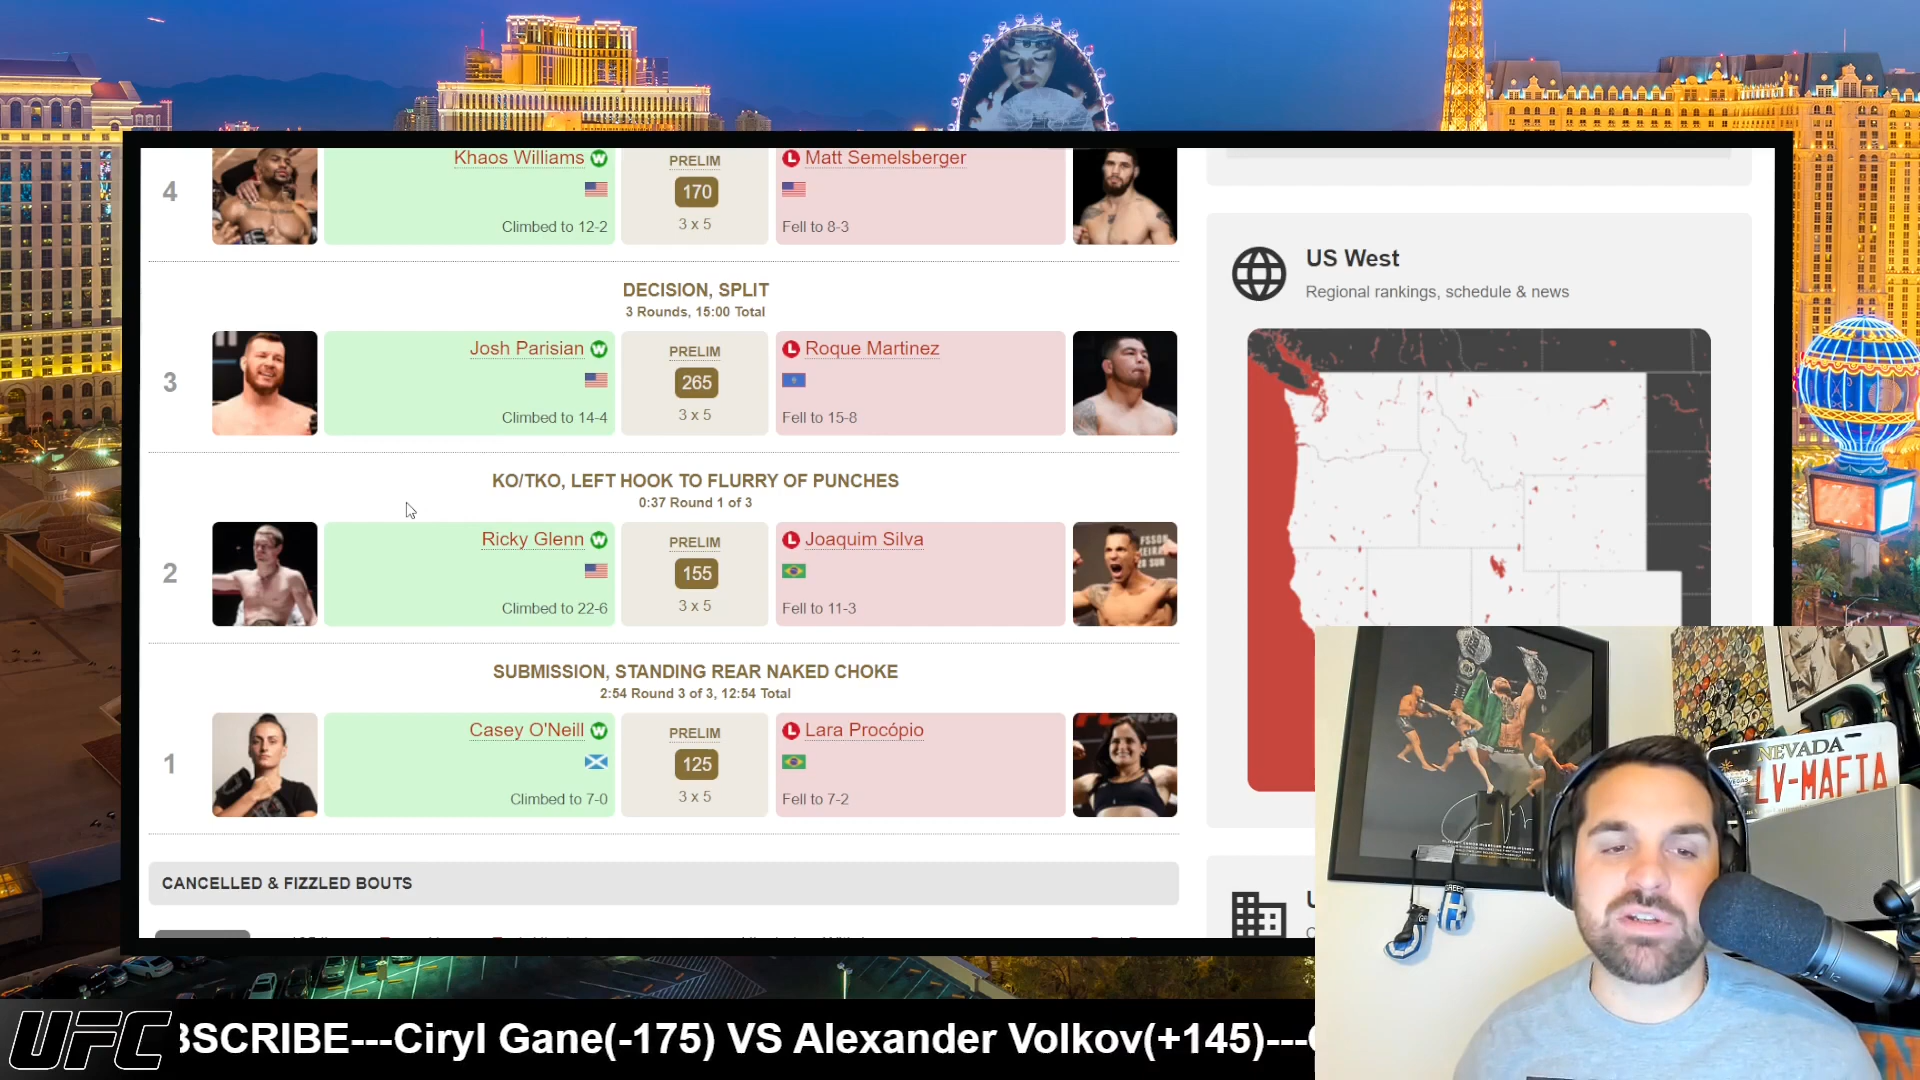 4
Khaos Williams W
PRELIM
L Matt Semelsberger
170
Climbed to 12-2
3 x 5
Fell to 8-3
DECISION, SPLIT
3 Rounds, 15:00 Total
3
Josh Parisian W
PRELIM
L Roque Martinez
265
Climbed to 14-4
3 x 5
Fell to 15-8
KO/TKO, LEFT HOOK TO FLURRY OF PUNCHES
0:37 Round 1 of 3
2
Ricky Glenn W
PRELIM
L Joaquim Silva
155
Climbed to 22-6
3 x 5
Fell to 11-3
SUBMISSION, STANDING REAR NAKED CHOKE
2:54 Round 3 of 3, 12:54 Total
1
Casey O'Neill W
PRELIM
L Lara Procópio
125
Climbed to 7-0
3 x 5
Fell to 7-2
CANCELLED & FIZZLED BOUTS
US West
Regional rankings, schedule & news
NEVADA
LV-MAFIA
UFC
BSCRIBE---Ciryl Gane(-175) VS Alexander Volkov(+145)---